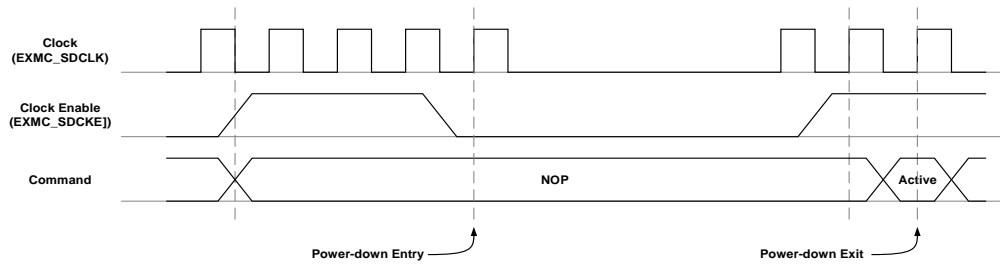 Clock
(EXMC_SDCLK)
Clock Enable
(EXMC_SDCKE])
Command
NOP
Active
Power-down Entry
Power-down Exit